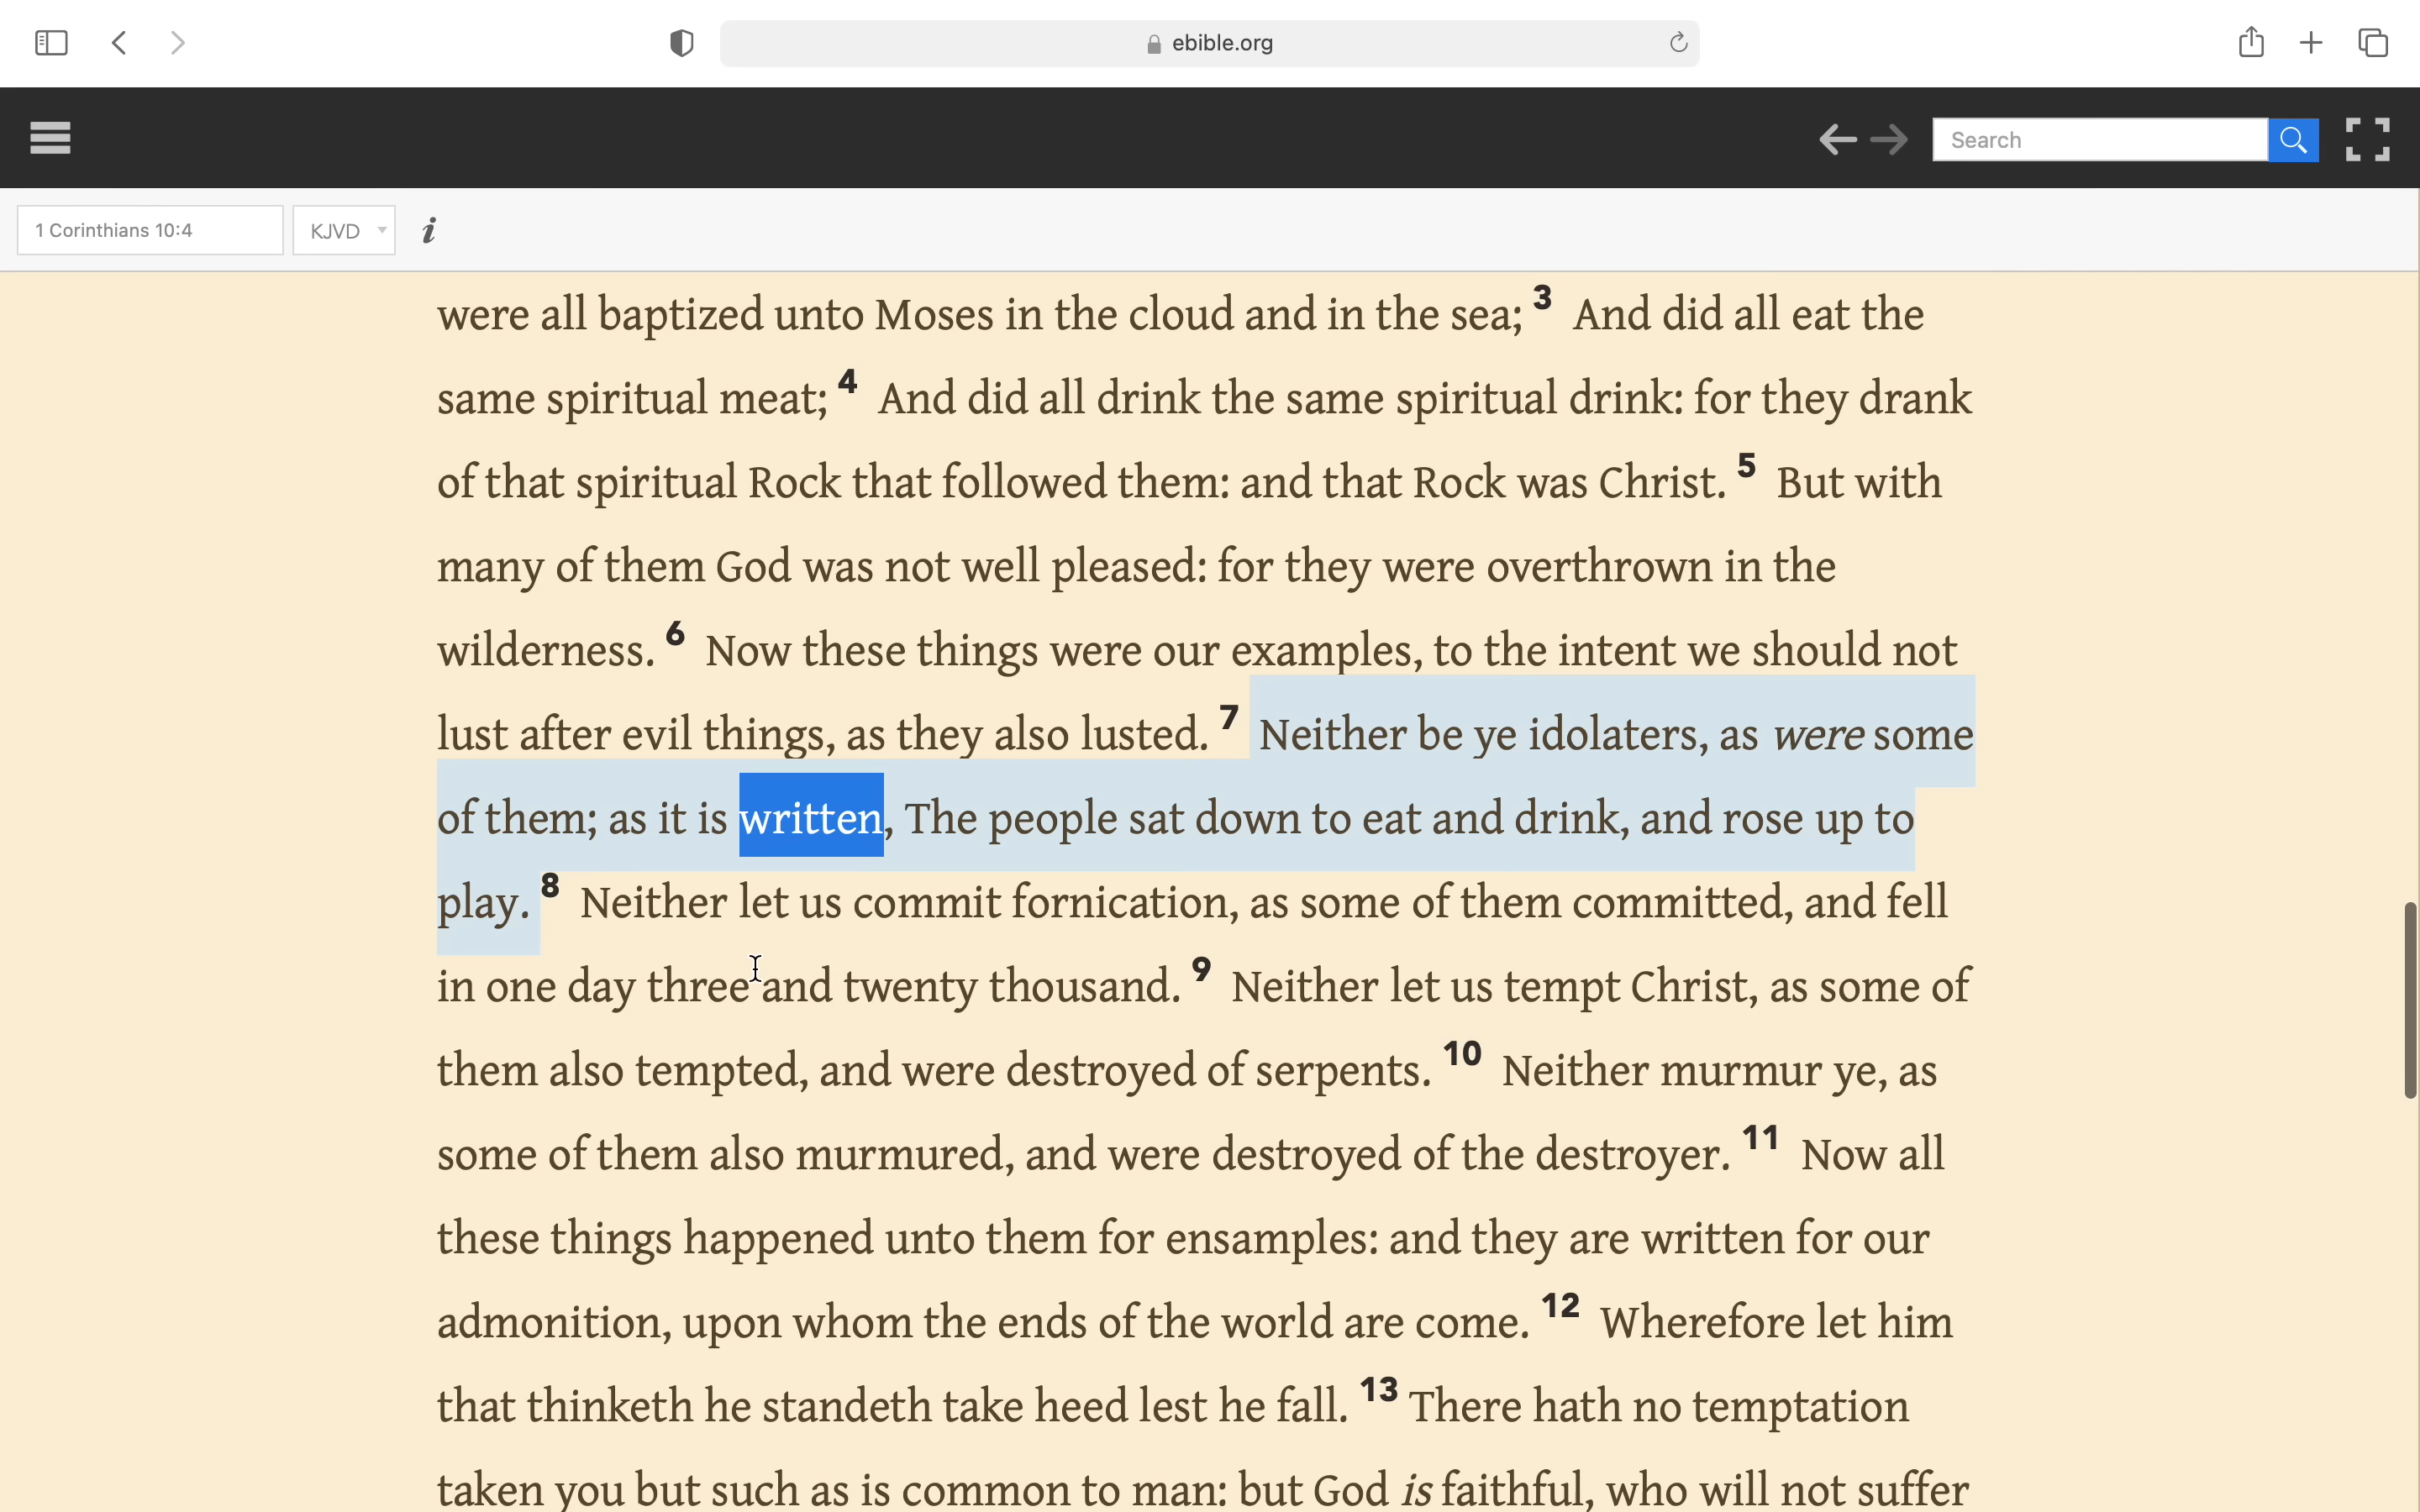 ebible.org
Search
1 Corinthians 10:4 KJVD i
were all baptized unto Moses in the cloud and in the sea; 3 And did all eat the
same spiritual meat; 4 And did all drink the same spiritual drink: for they drank
of that spiritual Rock that followed them: and that Rock was Christ. 5 But with
many of them God was not well pleased: for they were overthrown in the
wilderness. 6 Now these things were our examples, to the intent we should not
lust after evil things, as they also lusted. 7 Neither be ye idolaters, as were some
of them; as it is written, The people sat down to eat and drink, and rose up to
play. 8 Neither let us commit fornication, as some of them committed, and fell
in one day three and twenty thousand. 9 Neither let us tempt Christ, as some of
them also tempted, and were destroyed of serpents. 10 Neither murmur ye, as
some of them also murmured, and were destroyed of the destroyer. 11 Now all
these things happened unto them for ensamples: and they are written for our
admonition, upon whom the ends of the world are come. 12 Wherefore let him
that thinketh he standeth take heed lest he fall. 13 There hath no temptation
taken you but such as is common to man: but God is faithful, who will not suffer